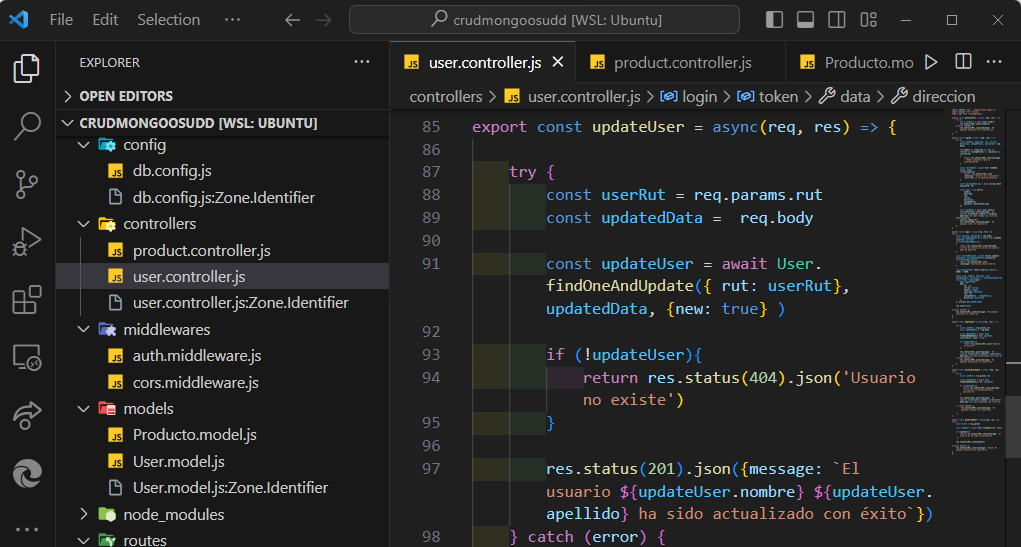 File Edit Selection ···
crudmongoosudd [WSL: Ubuntu]
EXPLORER ···
OPEN EDITORS
CRUDMONGOOSUDD [WSL: UBUNTU]
config
JS db.config.js
db.config.js:Zone.Identifier
controllers
JS product.controller.js
JS user.controller.js
user.controller.js:Zone.Identifier
middlewares
JS auth.middleware.js
JS cors.middleware.js
models
JS Producto.model.js
JS User.model.js
User.model.js:Zone.Identifier
node_modules
routes
JS user.controller.js
JS product.controller.js
JS Producto.mo
···
controllers > JS user.controller.js > login > token > data > direccion
85 export const updateUser = async(req, res) => {
86
87 try {
88 const userRut = req.params.rut
89 const updatedData =  req.body
90
91 const updateUser = await User.
findOneAndUpdate({ rut: userRut},
updatedData, {new: true} )
92
93 if (!updateUser){
94 return res.status(404).json('Usuario
no existe')
95 }
96
97 res.status(201).json({message: `El
usuario ${updateUser.nombre} ${updateUser.
apellido} ha sido actualizado con éxito`})
98 } catch (error) {